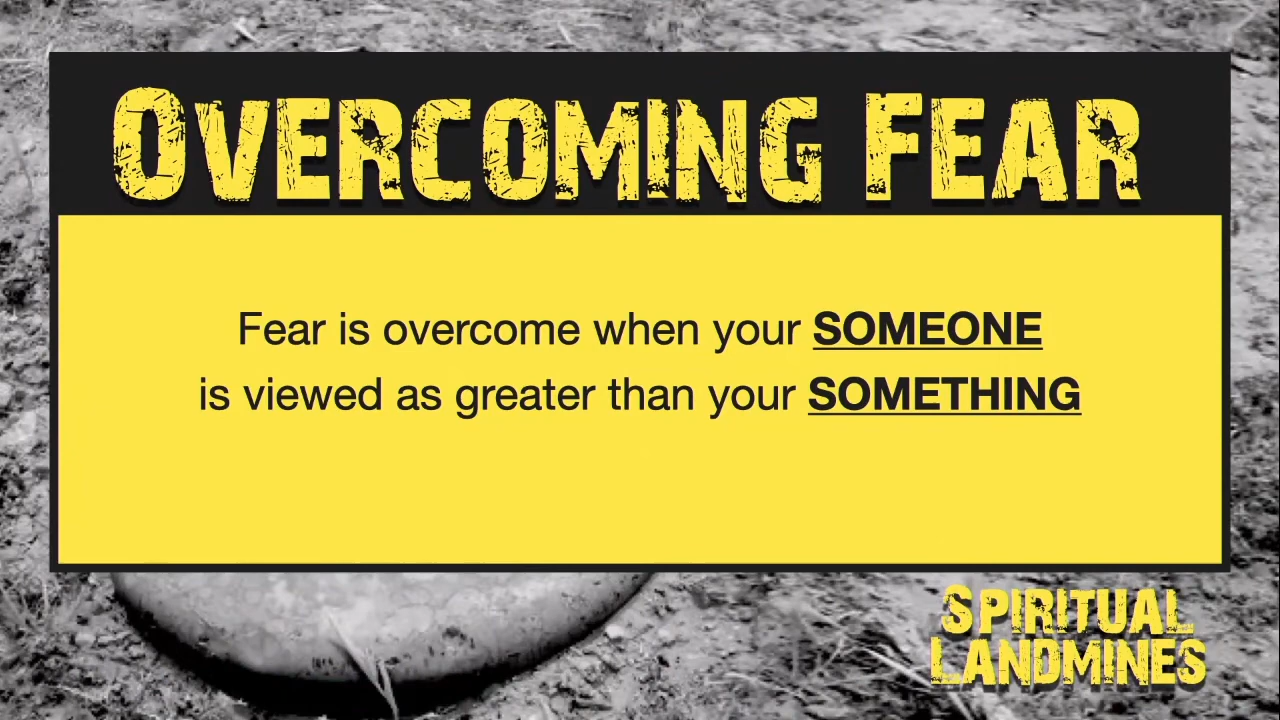 Overcoming Fear
Fear is overcome when your SOMEONE
is viewed as greater than your SOMETHING
SPIRITUAL
LANDMINES